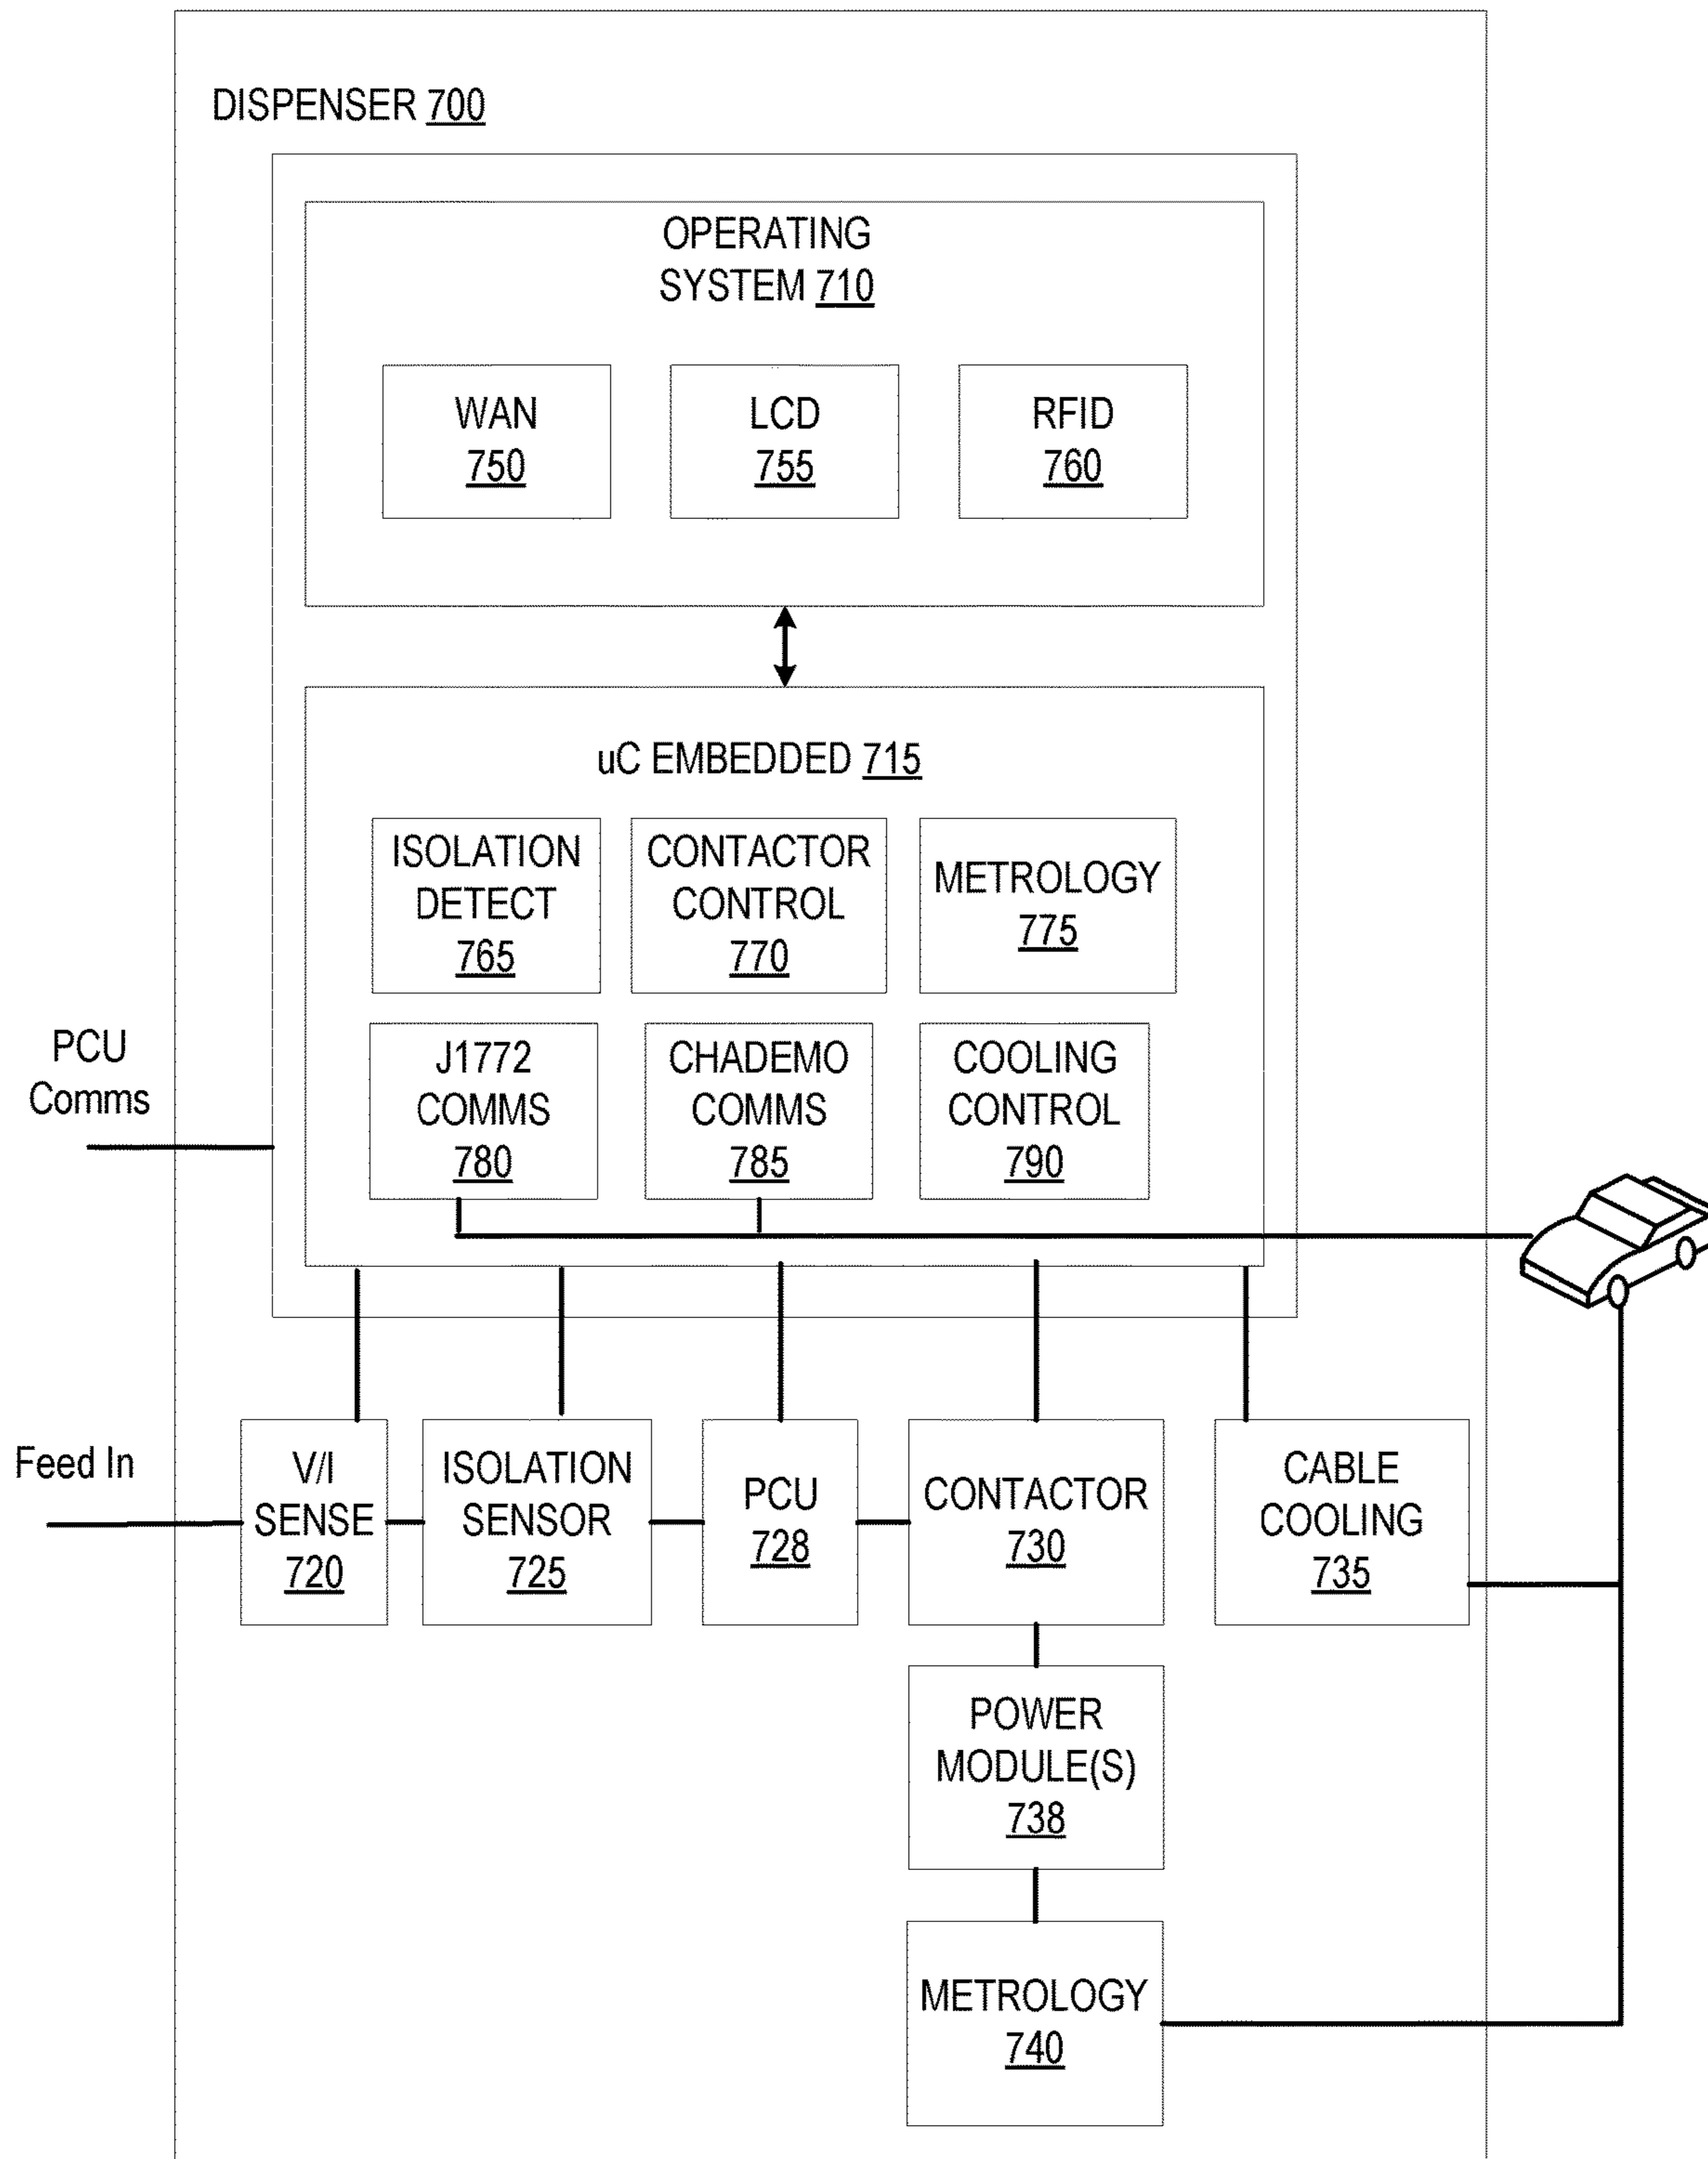 DISPENSER 700
OPERATING
SYSTEM 710
WAN
750
LCD
755
RFID
760
uC EMBEDDED 715
ISOLATION
DETECT
765
CONTACTOR
CONTROL
770
METROLOGY
775
PCU
Comms
J1772
COMMS
780
CHADEMO
COMMS
785
COOLING
CONTROL
790
Feed In
V/I
SENSE
720
ISOLATION
SENSOR
725
PCU
728
CONTACTOR
730
CABLE
COOLING
735
POWER
MODULE(S)
738
METROLOGY
740